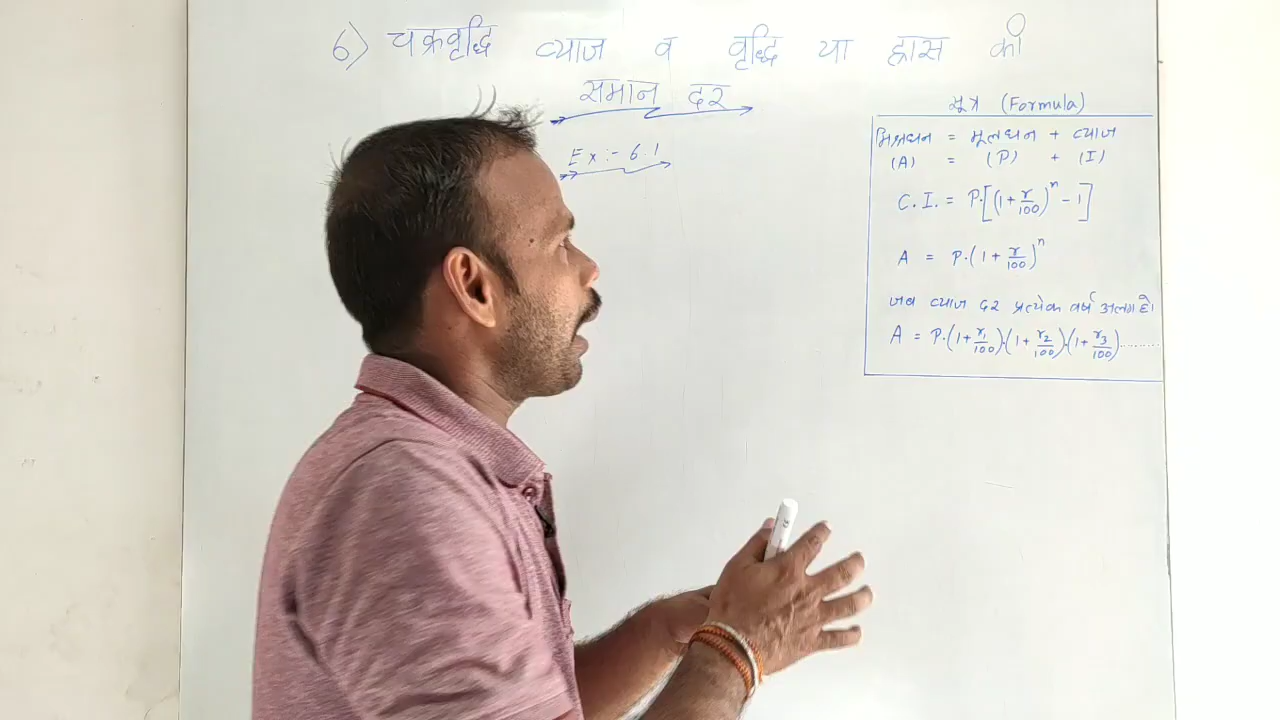 6) चक्रवृद्धि व्याज व वृद्धि या ह्रास की
समान दर
Ex:- 6.1
सूत्र (Formula)
मिश्रधन = मूलधन + व्याज
(A) = (P) + (I)
C.I. = P.[(1+r/100)^n - 1]
A = P.(1+r/100)^n
जब व्याज दर प्रत्येक वर्ष अलग है।
A = P.(1+r₁/100).(1+r₂/100).(1+r₃/100).........